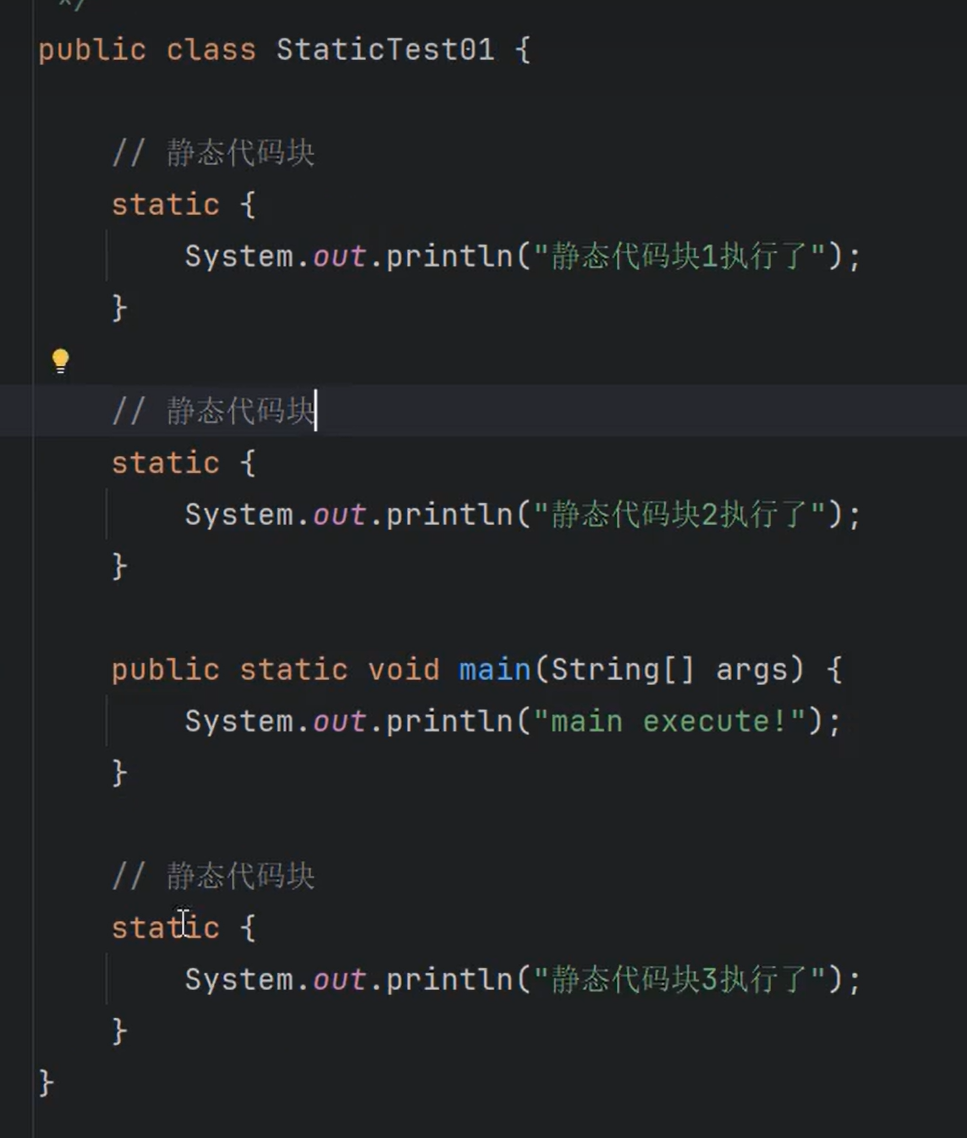 */
public class StaticTest01 {
// 静态代码块
static {
System.out.println("静态代码块1执行了");
}
// 静态代码块
static {
System.out.println("静态代码块2执行了");
}
public static void main(String[] args) {
System.out.println("main execute!");
}
// 静态代码块
static {
System.out.println("静态代码块3执行了");
}
}